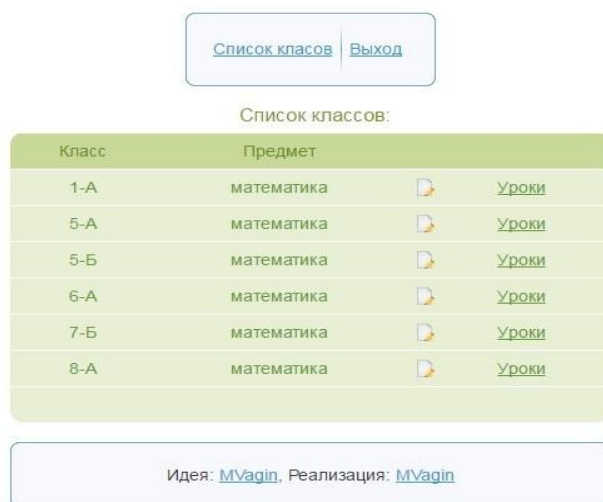 Список класов Выход
Список классов:
Класс Предмет
1-А математика Уроки
5-А математика Уроки
5-Б математика Уроки
6-А математика Уроки
7-Б математика Уроки
8-А математика Уроки
Идея: MVagin, Реализация: MVagin